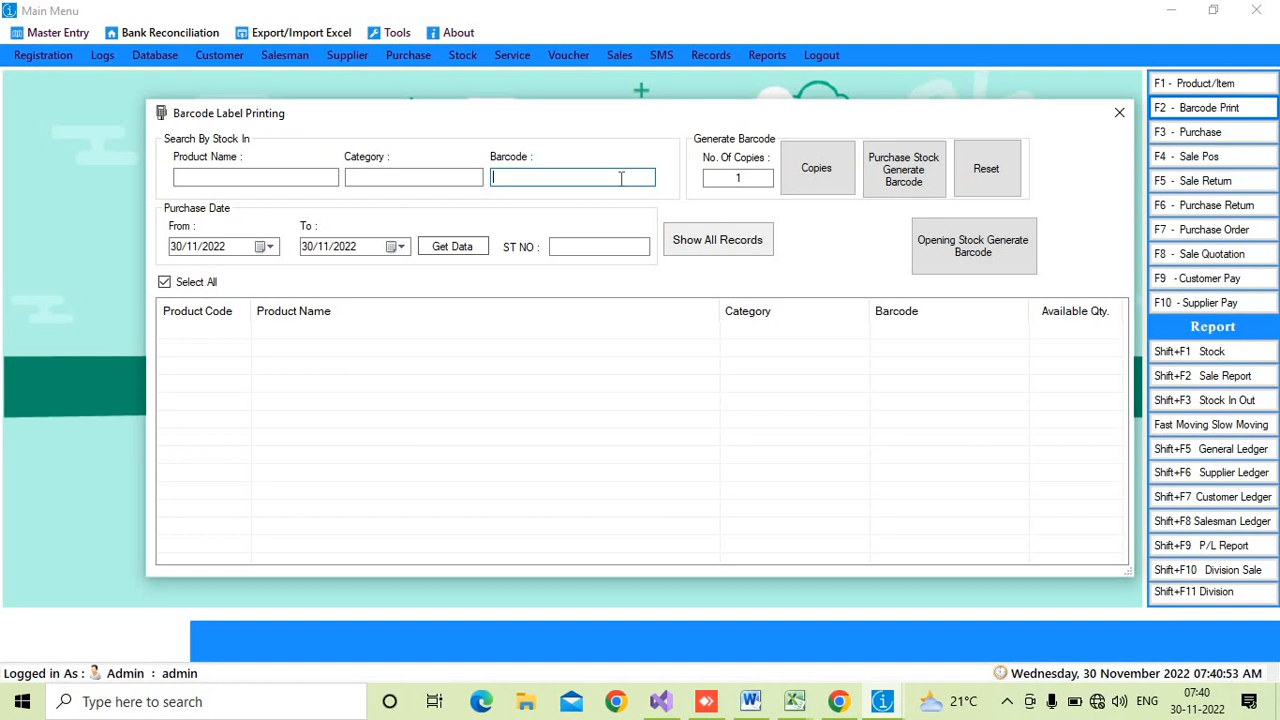 Main Menu
Master Entry Bank Reconciliation Export/Import Excel Tools About
Registration Logs Database Customer Salesman Supplier Purchase Stock Service Voucher Sales SMS Records Reports Logout
Barcode Label Printing
Search By Stock In
Product Name :
Category :
Barcode :
Generate Barcode
No. Of Copies :
1
Copies
Purchase Stock
Generate
Barcode
Reset
Purchase Date
From :
30/11/2022
To :
30/11/2022
Get Data
ST NO :
Show All Records
Opening Stock Generate
Barcode
Select All
Product Code Product Name Category Barcode Available Qty.
F1 - Product/Item
F2 - Barcode Print
F3 - Purchase
F4 - Sale Pos
F5 - Sale Return
F6 - Purchase Return
F7 - Purchase Order
F8 - Sale Quotation
F9 - Customer Pay
F10 - Supplier Pay
Report
Shift+F1 Stock
Shift+F2 Sale Report
Shift+F3 Stock In Out
Fast Moving Slow Moving
Shift+F5 General Ledger
Shift+F6 Supplier Ledger
Shift+F7 Customer Ledger
Shift+F8 Salesman Ledger
Shift+F9 P/L Report
Shift+F10 Division Sale
Shift+F11 Division
Logged in As : Admin : admin
Wednesday, 30 November 2022 07:40:53 AM
Type here to search
21°C
ENG
07:40
30-11-2022